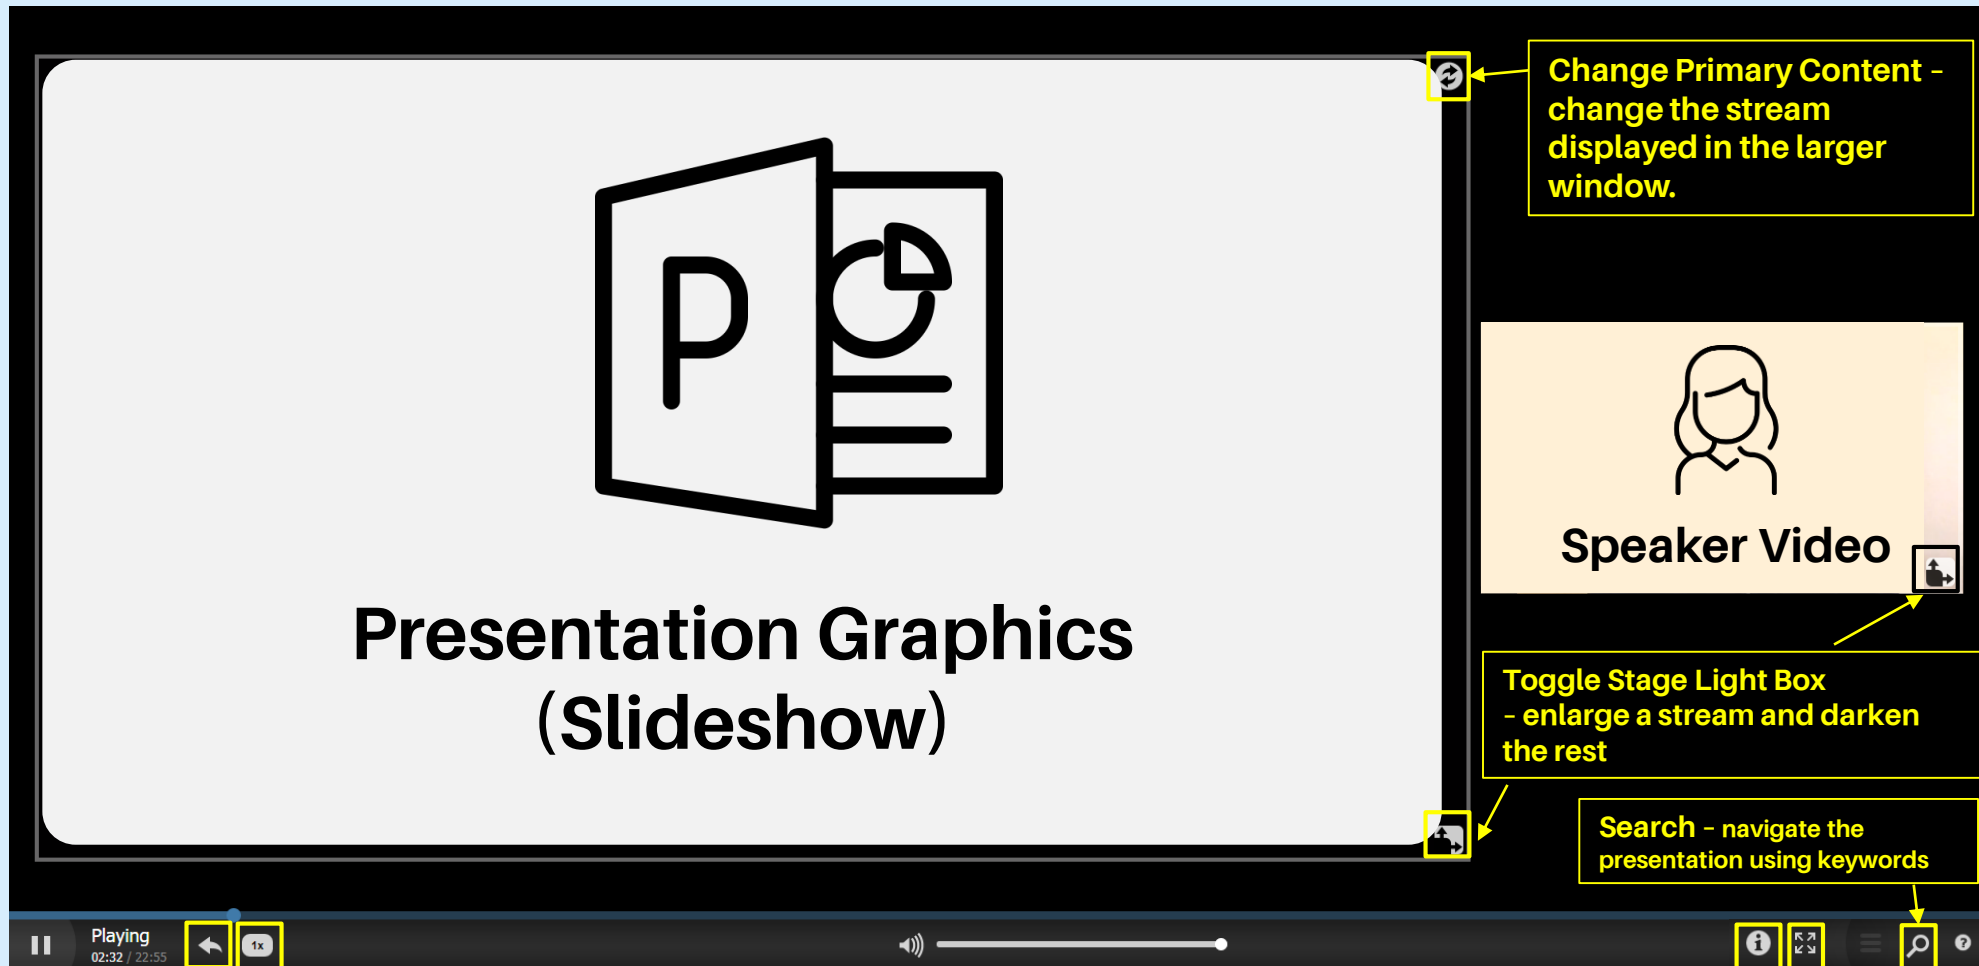 Change Primary Content –
change the stream
displayed in the larger
window.
P
Speaker Video
Presentation Graphics
(Slideshow)
Toggle Stage Light Box
– enlarge a stream and darken
the rest
Search – navigate the
presentation using keywords
Playing
02:32 / 22:55
1x